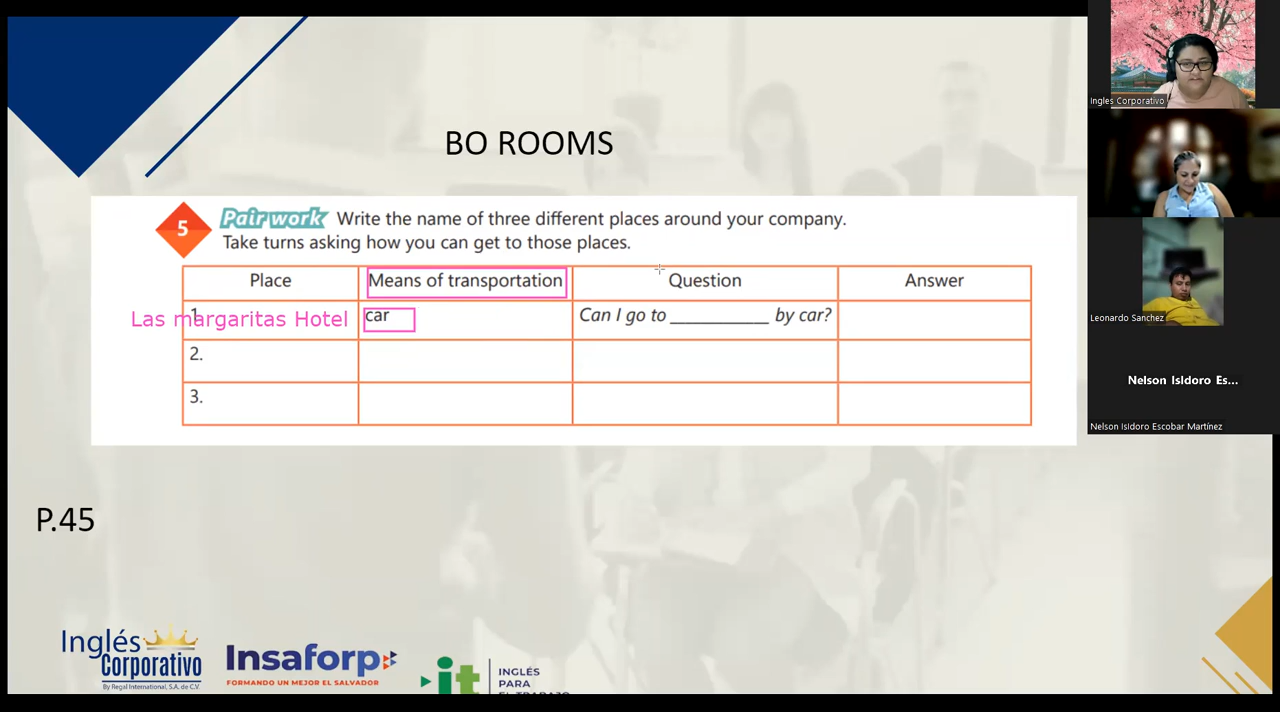 BO ROOMS
5
Pair work Write the name of three different places around your company.
Take turns asking how you can get to those places.
Place Means of transportation Question Answer
1. Las margaritas Hotel car Can I go to ____________ by car?
2.
3.
P.45
Inglés
Corporativo
By Regal International, S.A. de C.V.
Insaforp
FORMANDO UN MEJOR EL SALVADOR
it
INGLÉS
PARA
EL TRABAJO
Ingles Corporativo
Leonardo Sanchez
Nelson Isidoro Es...
Nelson Isidoro Escobar Martínez